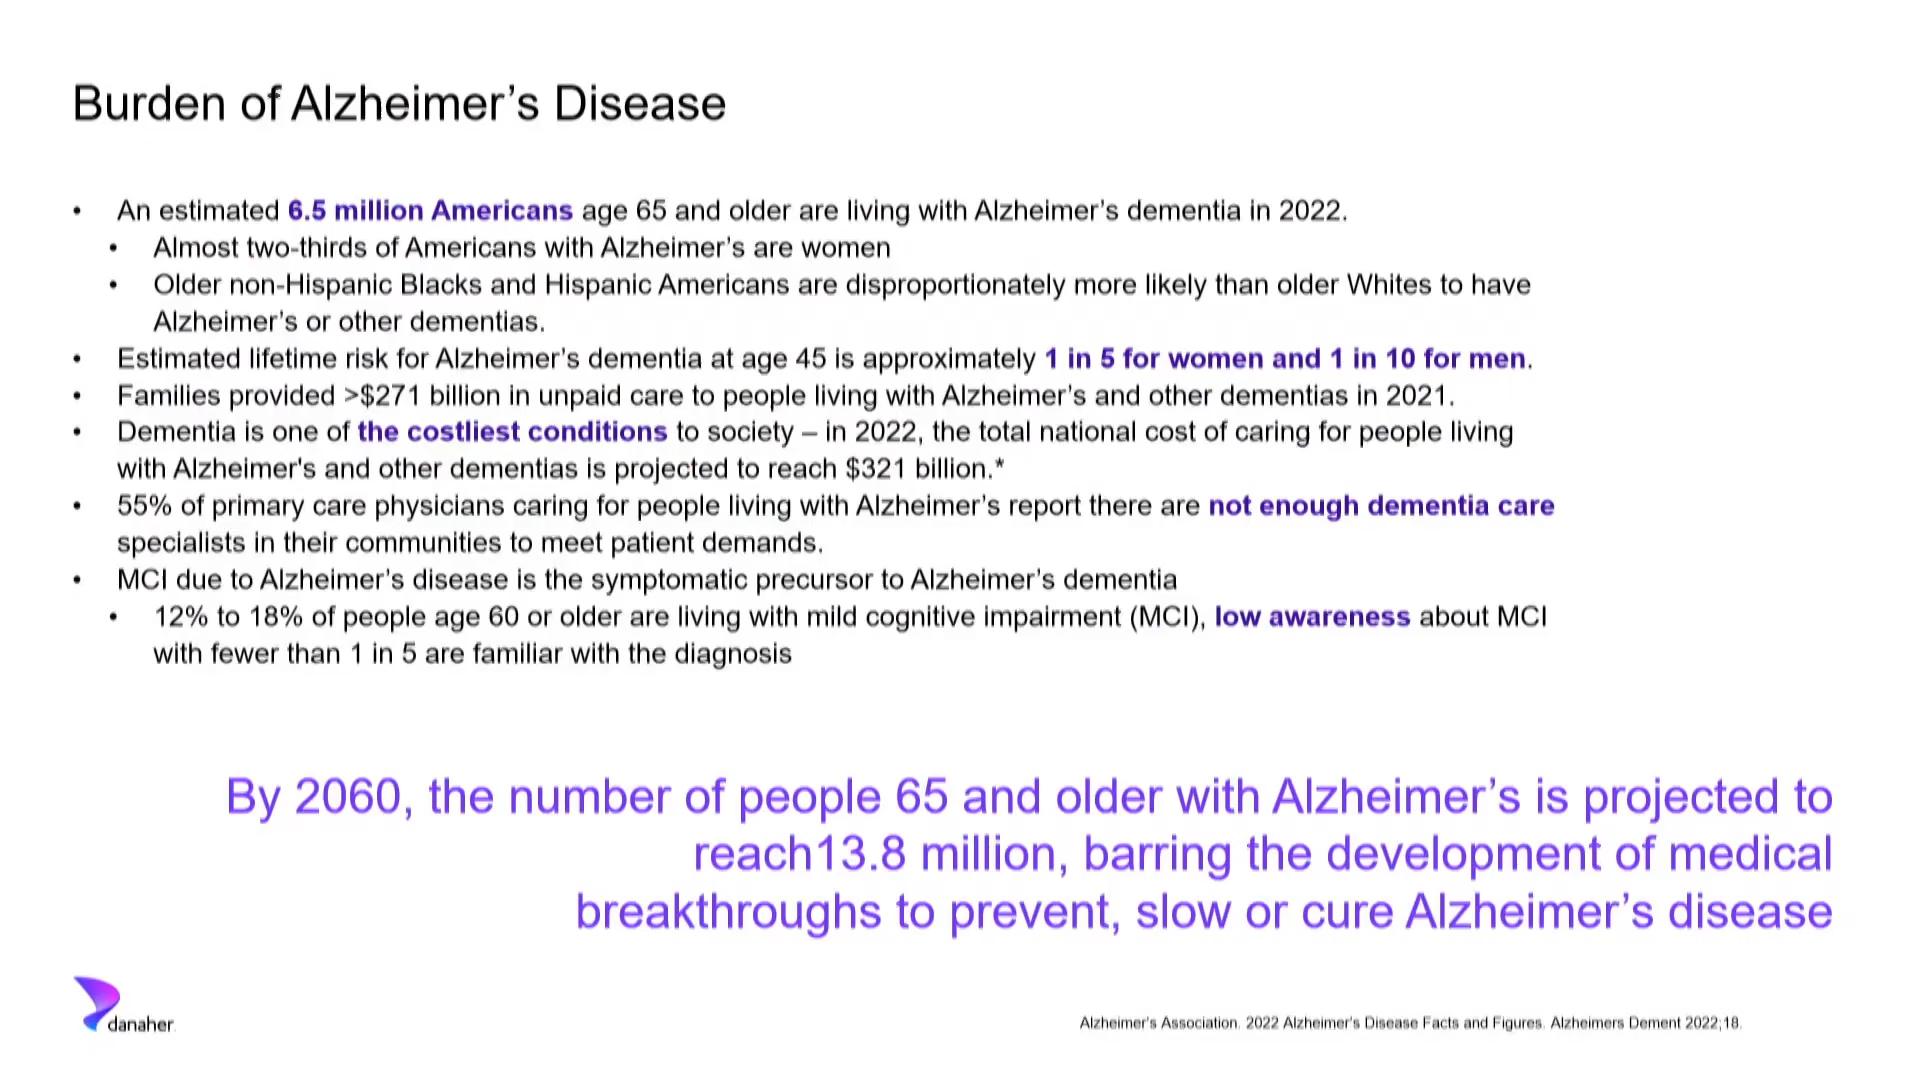 Burden of Alzheimer’s Disease
• An estimated 6.5 million Americans age 65 and older are living with Alzheimer’s dementia in 2022.
• Almost two-thirds of Americans with Alzheimer’s are women
• Older non-Hispanic Blacks and Hispanic Americans are disproportionately more likely than older Whites to have
Alzheimer’s or other dementias.
• Estimated lifetime risk for Alzheimer’s dementia at age 45 is approximately 1 in 5 for women and 1 in 10 for men.
• Families provided >$271 billion in unpaid care to people living with Alzheimer’s and other dementias in 2021.
• Dementia is one of the costliest conditions to society – in 2022, the total national cost of caring for people living
with Alzheimer's and other dementias is projected to reach $321 billion.*
• 55% of primary care physicians caring for people living with Alzheimer’s report there are not enough dementia care
specialists in their communities to meet patient demands.
• MCI due to Alzheimer’s disease is the symptomatic precursor to Alzheimer’s dementia
• 12% to 18% of people age 60 or older are living with mild cognitive impairment (MCI), low awareness about MCI
with fewer than 1 in 5 are familiar with the diagnosis
By 2060, the number of people 65 and older with Alzheimer’s is projected to
reach13.8 million, barring the development of medical
breakthroughs to prevent, slow or cure Alzheimer’s disease
danaher.
Alzheimer’s Association. 2022 Alzheimer’s Disease Facts and Figures. Alzheimers Dement 2022;18.